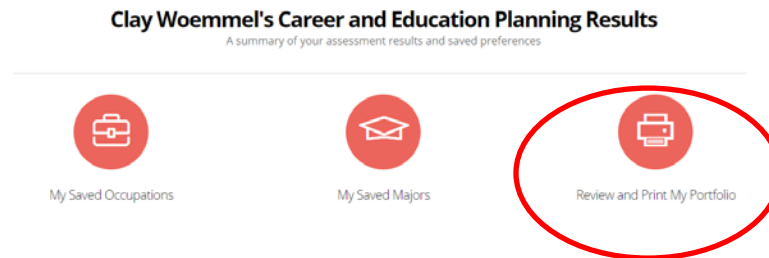 Clay Woemmel's Career and Education Planning Results
A summary of your assessment results and saved preferences
My Saved Occupations
My Saved Majors
Review and Print My Portfolio